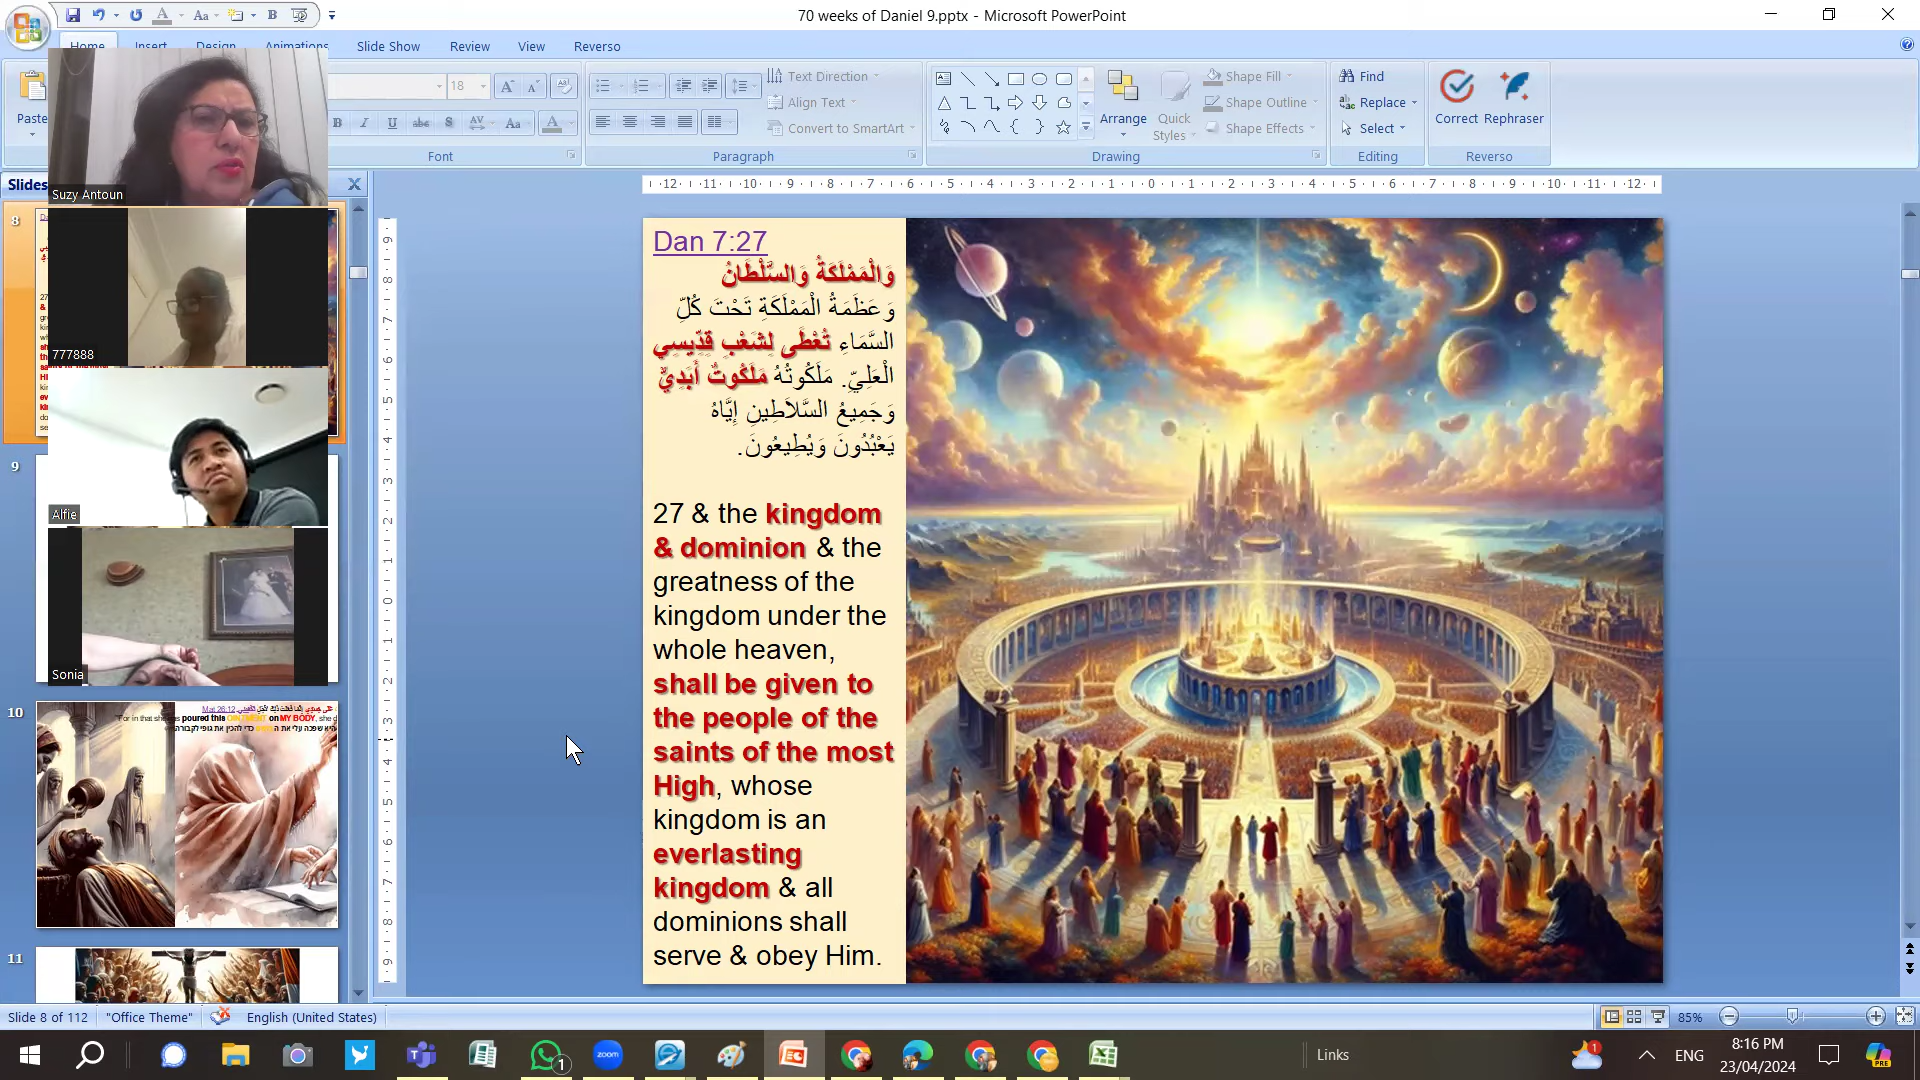 70 weeks of Daniel 9.pptx - Microsoft PowerPoint
Home Insert Design Animations Slide Show Review View Reverso
Paste
18
Text Direction
Align Text
Convert to SmartArt
Arrange
Quick Styles
Shape Fill
Shape Outline
Shape Effects
Find
Replace
Select
Correct Rephraser
Font Paragraph Drawing Editing Reverso
Slides
Suzy Antoun
777888
Alfie
Sonia
8
9
10
11
Dan 7:27
وَالْمَمْلَكَةُ وَالسُّلْطَانُ
وَعَظَمَةُ الْمَمْلَكَةِ تَحْتَ كُلِّ
السَّمَاءِ تُعْطَى لِشَعْبِ قِدِّيسِي
الْعَلِيِّ. مَلَكُوتُهُ مَلَكُوتٌ أَبَدِيٌّ
وَجَمِيعُ السَّلاَطِينِ إِيَّاهُ
يَعْبُدُونَ وَيُطِيعُونَ.
27 & the kingdom
& dominion & the
greatness of the
kingdom under the
whole heaven,
shall be given to
the people of the
saints of the most
High, whose
kingdom is an
everlasting
kingdom & all
dominions shall
serve & obey Him.
Slide 8 of 112 "Office Theme" English (United States)
85%
Links
ENG
8:16 PM
23/04/2024